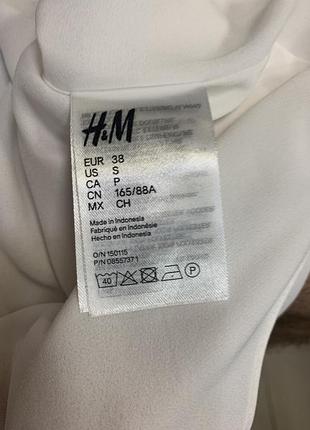 H&M
EUR 38
US S
CA P
CN 165/88A
MX CH
Made in Indonesia
Fabriqué en Indonésie
Hecho en Indonesia
O/N 150115
P/N 08557371
40
P